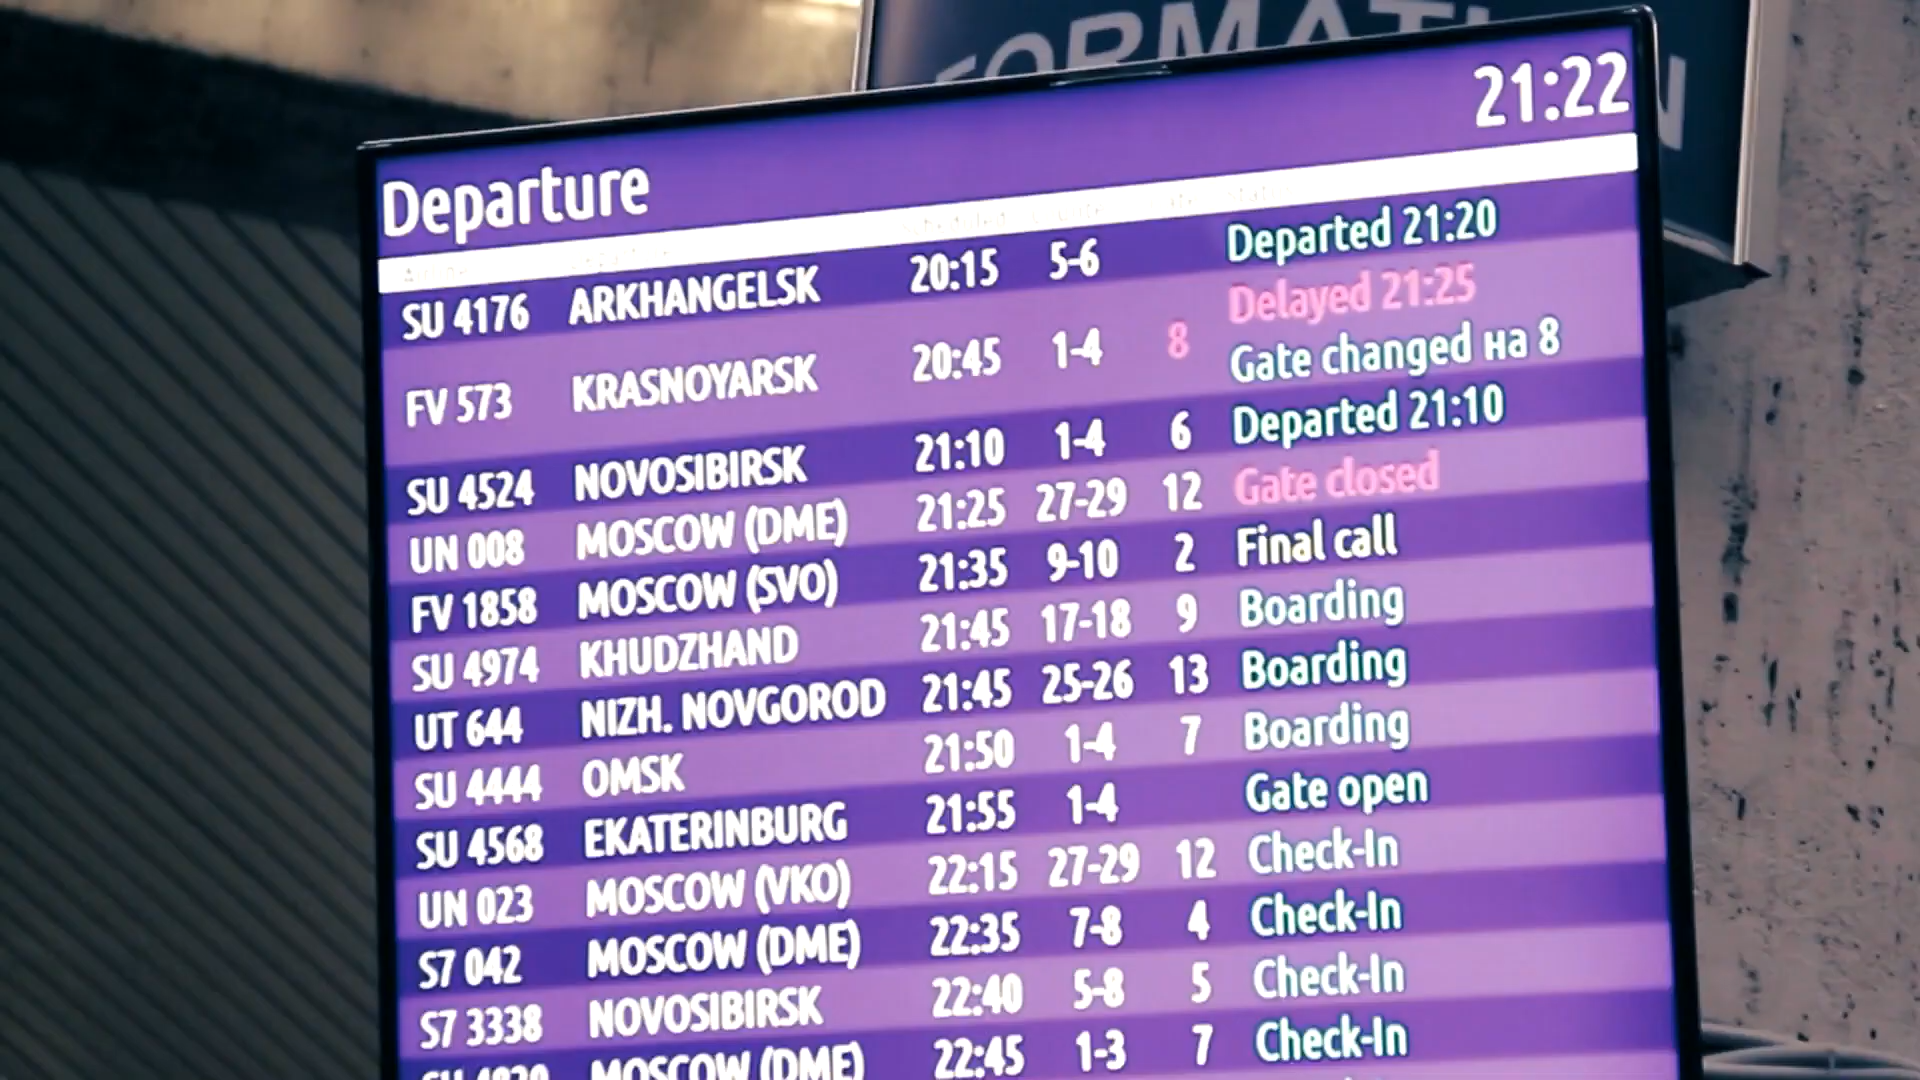 21:22
Departure
SU 4176 ARKHANGELSK 20:15 5-6 Departed 21:20
FV 573 KRASNOYARSK 20:45 1-4 8 Delayed 21:25
Gate changed на 8
SU 4524 NOVOSIBIRSK 21:10 1-4 6 Departed 21:10
UN 008 MOSCOW (DME) 21:25 27-29 12 Gate closed
FV 1858 MOSCOW (SVO) 21:35 9-10 2 Final call
SU 4974 KHUDZHAND 21:45 17-18 9 Boarding
UT 644 NIZH. NOVGOROD 21:45 25-26 13 Boarding
SU 4444 OMSK 21:50 1-4 7 Boarding
SU 4568 EKATERINBURG 21:55 1-4 Gate open
UN 023 MOSCOW (VKO) 22:15 27-29 12 Check-In
S7 042 MOSCOW (DME) 22:35 7-8 4 Check-In
S7 3338 NOVOSIBIRSK 22:40 5-8 5 Check-In
MOSCOW (DME) 22:45 1-3 7 Check-In